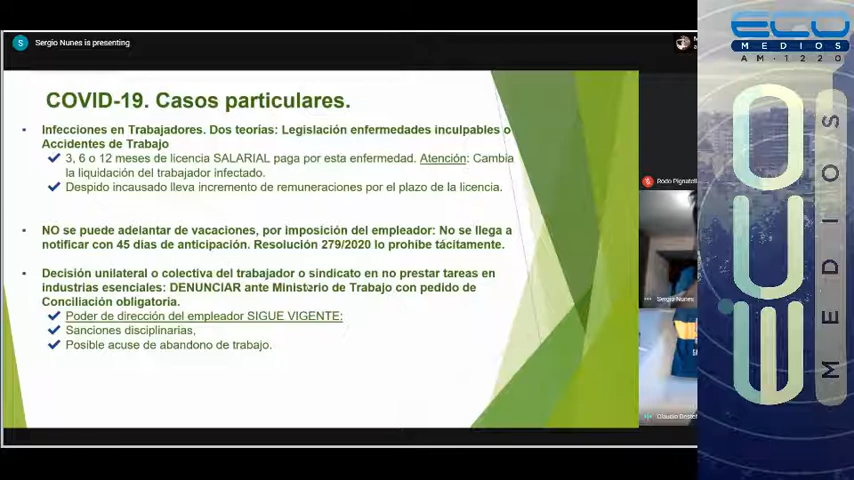 S Sergio Nunes is presenting
COVID-19. Casos particulares.
Infecciones en Trabajadores. Dos teorías: Legislación enfermedades inculpables o
Accidentes de Trabajo
3, 6 o 12 meses de licencia SALARIAL paga por esta enfermedad. Atención: Cambia
la liquidación del trabajador infectado.
Despido incausado lleva incremento de remuneraciones por el plazo de la licencia.
NO se puede adelantar de vacaciones, por imposición del empleador: No se llega a
notificar con 45 días de anticipación. Resolución 279/2020 lo prohíbe tácitamente.
Decisión unilateral o colectiva del trabajador o sindicato en no prestar tareas en
industrias esenciales: DENUNCIAR ante Ministerio de Trabajo con pedido de
Conciliación obligatoria.
Poder de dirección del empleador SIGUE VIGENTE:
Sanciones disciplinarias,
Posible acuse de abandono de trabajo.
Rodo Pignatel
Sergio Nunes
Claudio
ECO
MEDIOS
AM·1220
ECO
MEDIOS